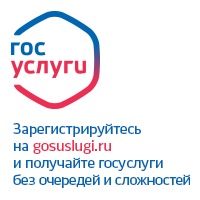 гос
услуги
Зарегистрируйтесь
на gosuslugi.ru
и получайте госуслуги
без очередей и сложностей